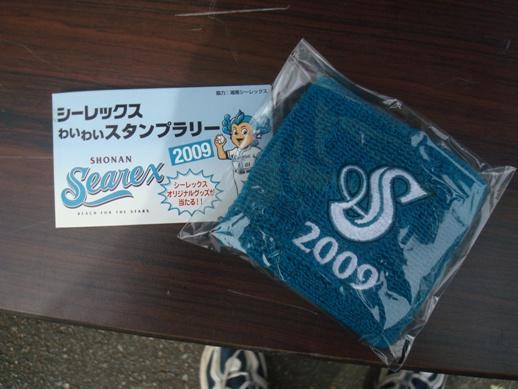 協力：湘南シーレックス
シーレックス
わいわいスタンプラリー
2009
SHONAN
Searex
REACH FOR THE STARS
シーレックス
オリジナルグッズが
当たる!!
S
2009